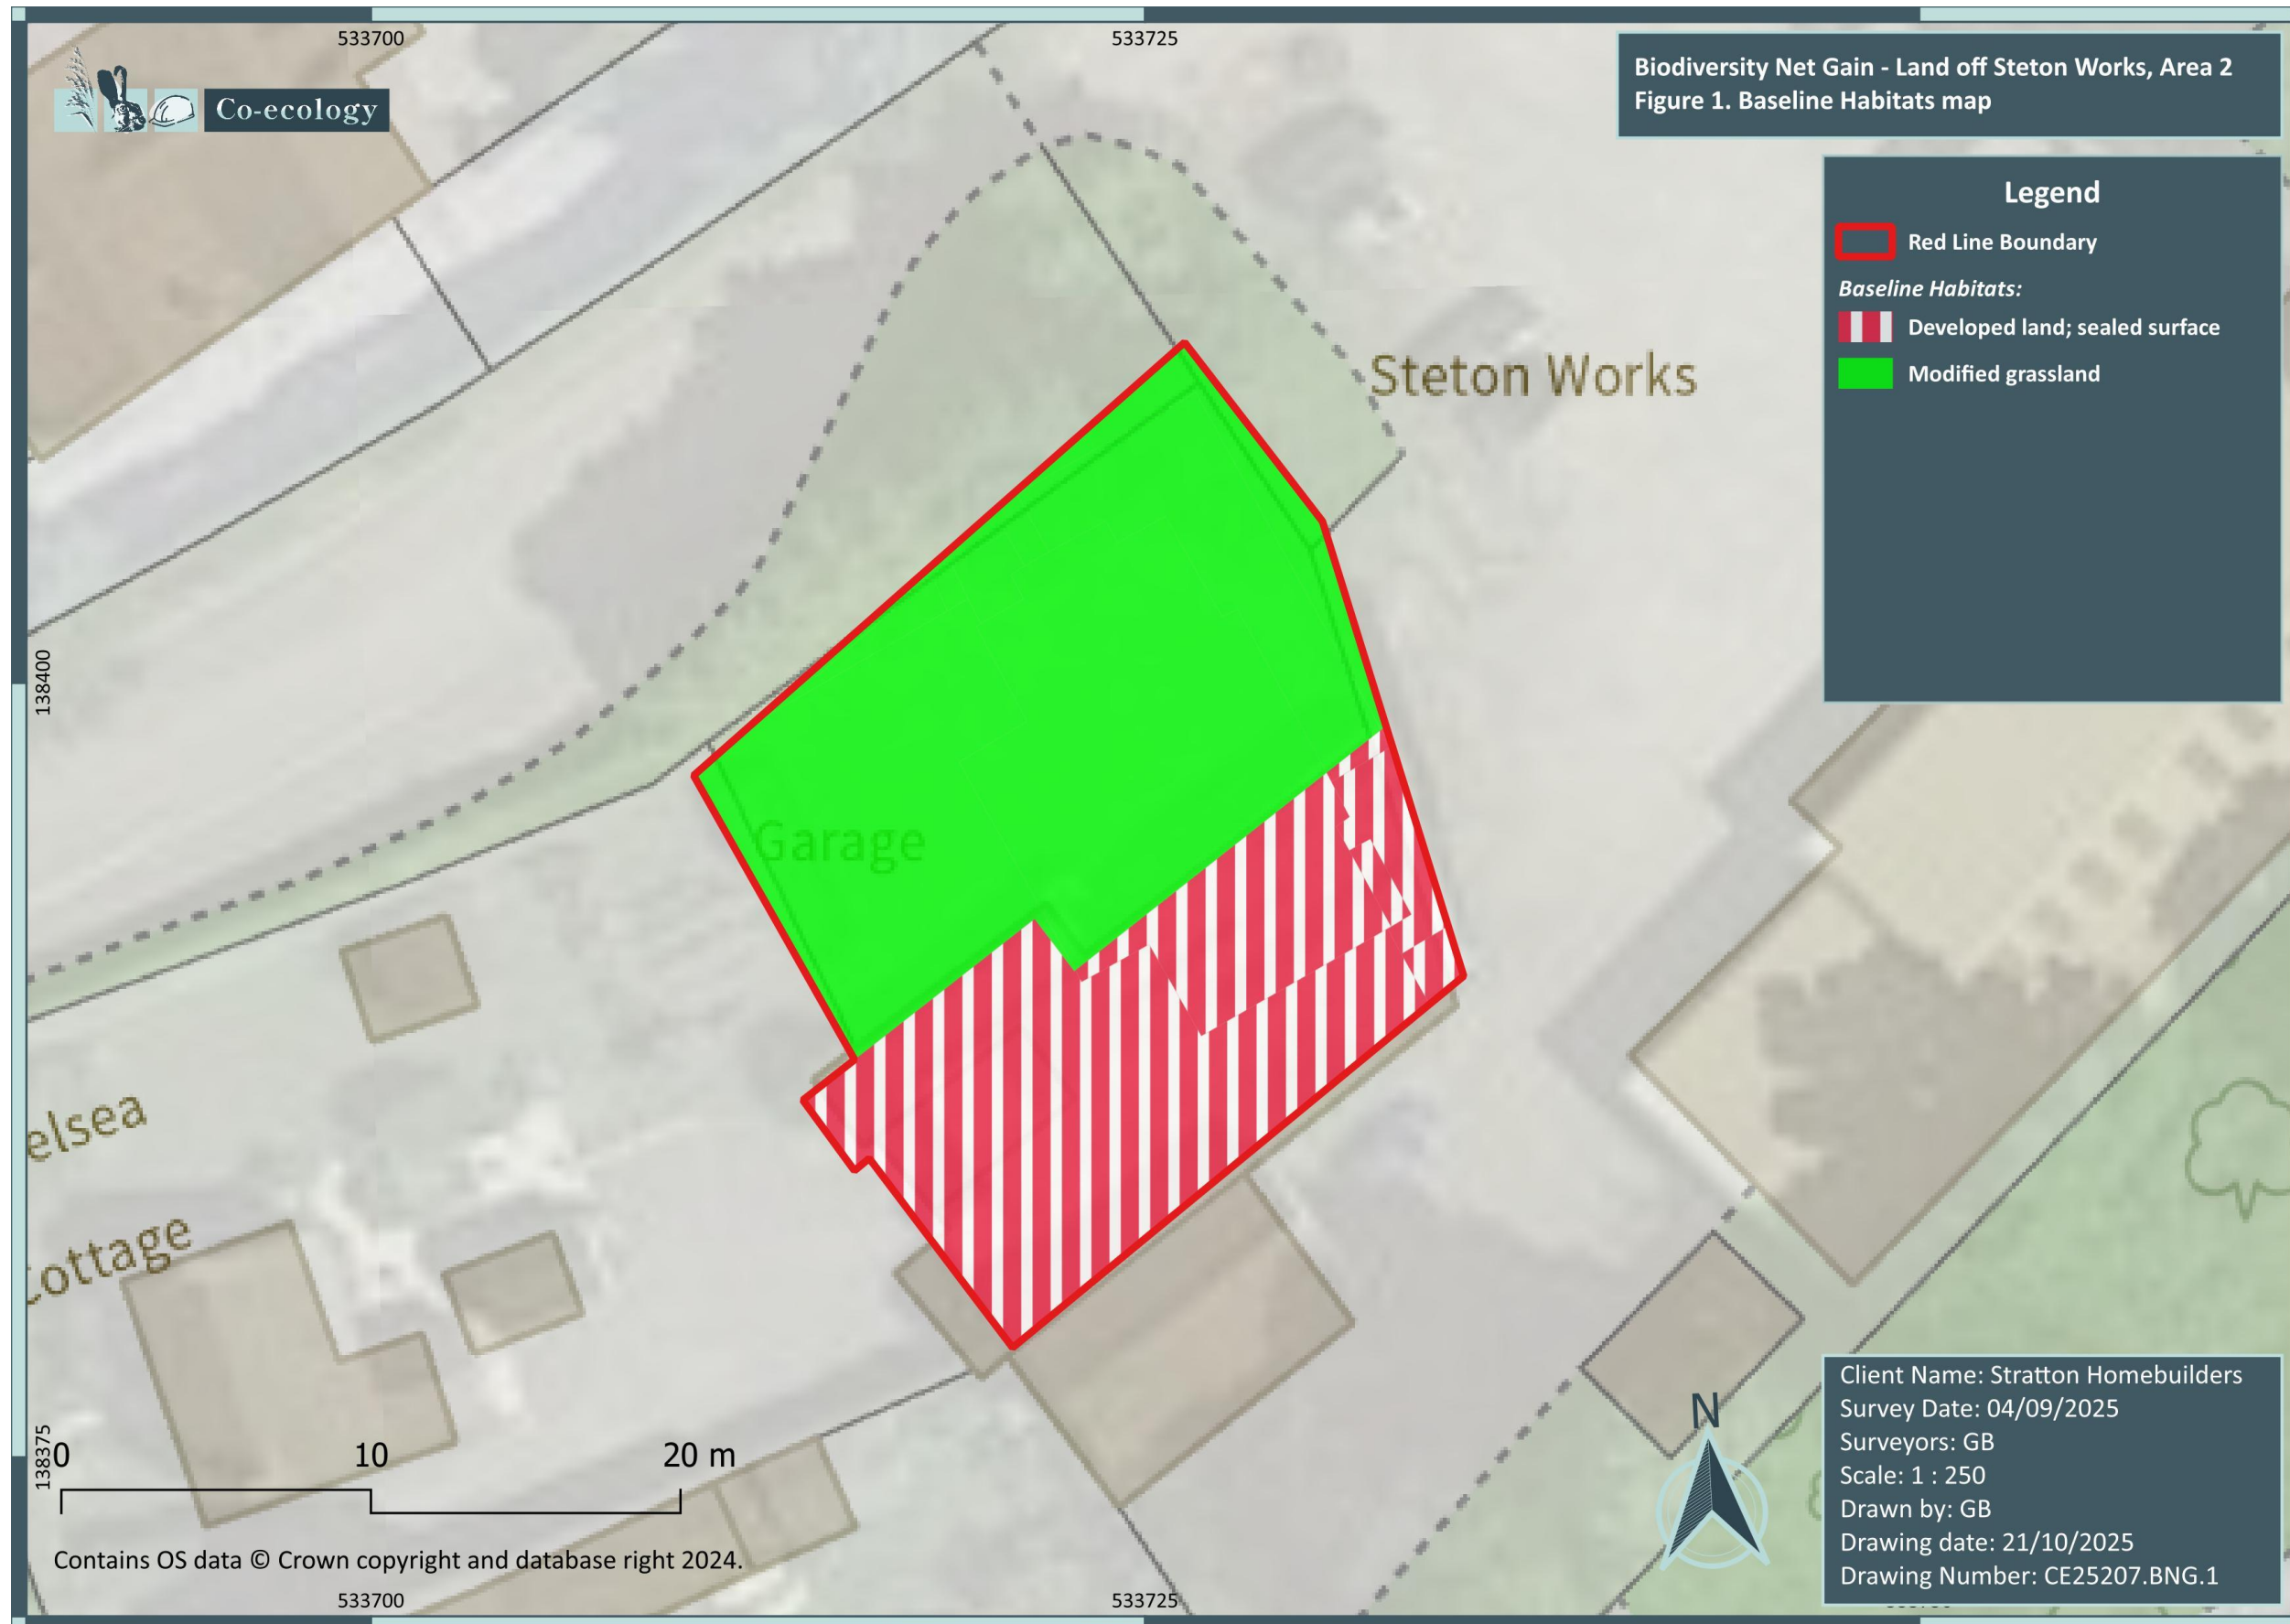 533700
533725
Co-ecology
Biodiversity Net Gain - Land off Steton Works, Area 2
Figure 1. Baseline Habitats map
Legend
Red Line Boundary
Baseline Habitats:
Developed land; sealed surface
Modified grassland
Steton Works
138400
Garage
elsea
Cottage
138375
0 10 20 m
N
Client Name: Stratton Homebuilders
Survey Date: 04/09/2025
Surveyors: GB
Scale: 1 : 250
Drawn by: GB
Drawing date: 21/10/2025
Drawing Number: CE25207.BNG.1
Contains OS data © Crown copyright and database right 2024.
533700
533725